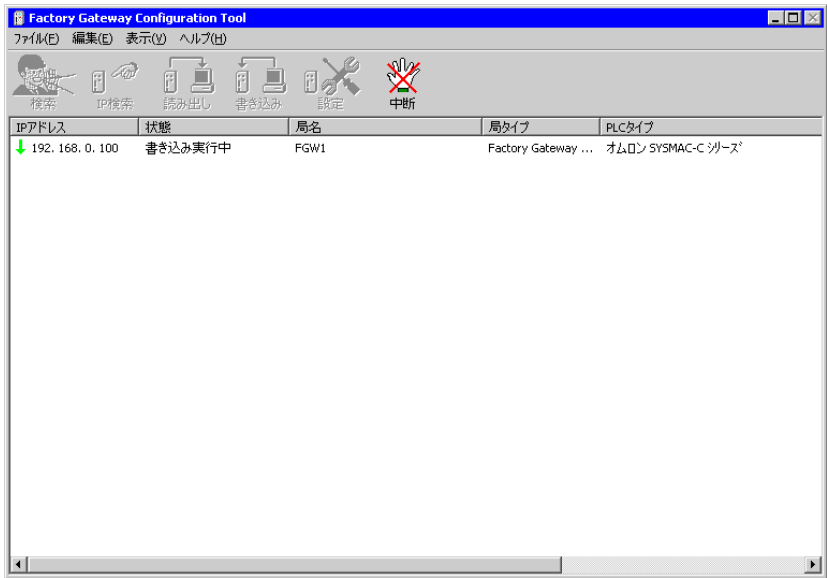 Factory Gateway Configuration Tool
ﾌｧｲﾙ(F) 編集(E) 表示(V) ヘルプ(H)
検索 IP検索 読み出し 書き込み 設定 中断
IPアドレス 状態 局名 局タイプ PLCタイプ
192. 168. 0. 100 書き込み実行中 FGW1 Factory Gateway ... オムロン SYSMAC-C ｼﾘｰｽﾞ